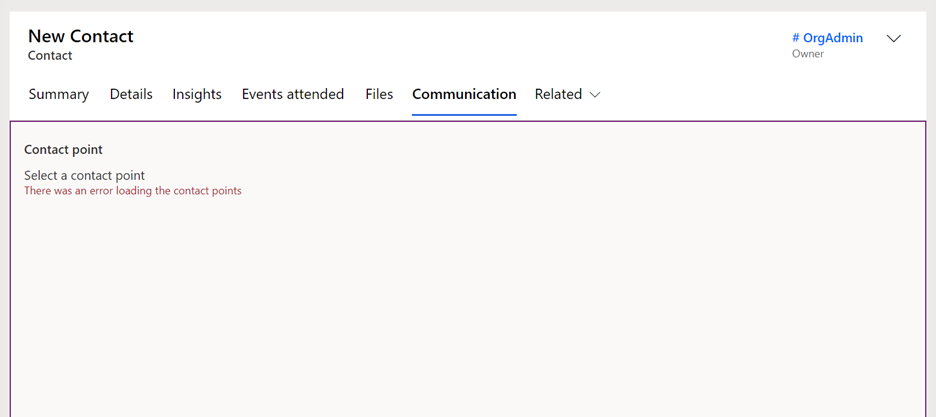 New Contact
Contact
# OrgAdmin
Owner
Summary Details Insights Events attended Files Communication Related
Contact point
Select a contact point
There was an error loading the contact points